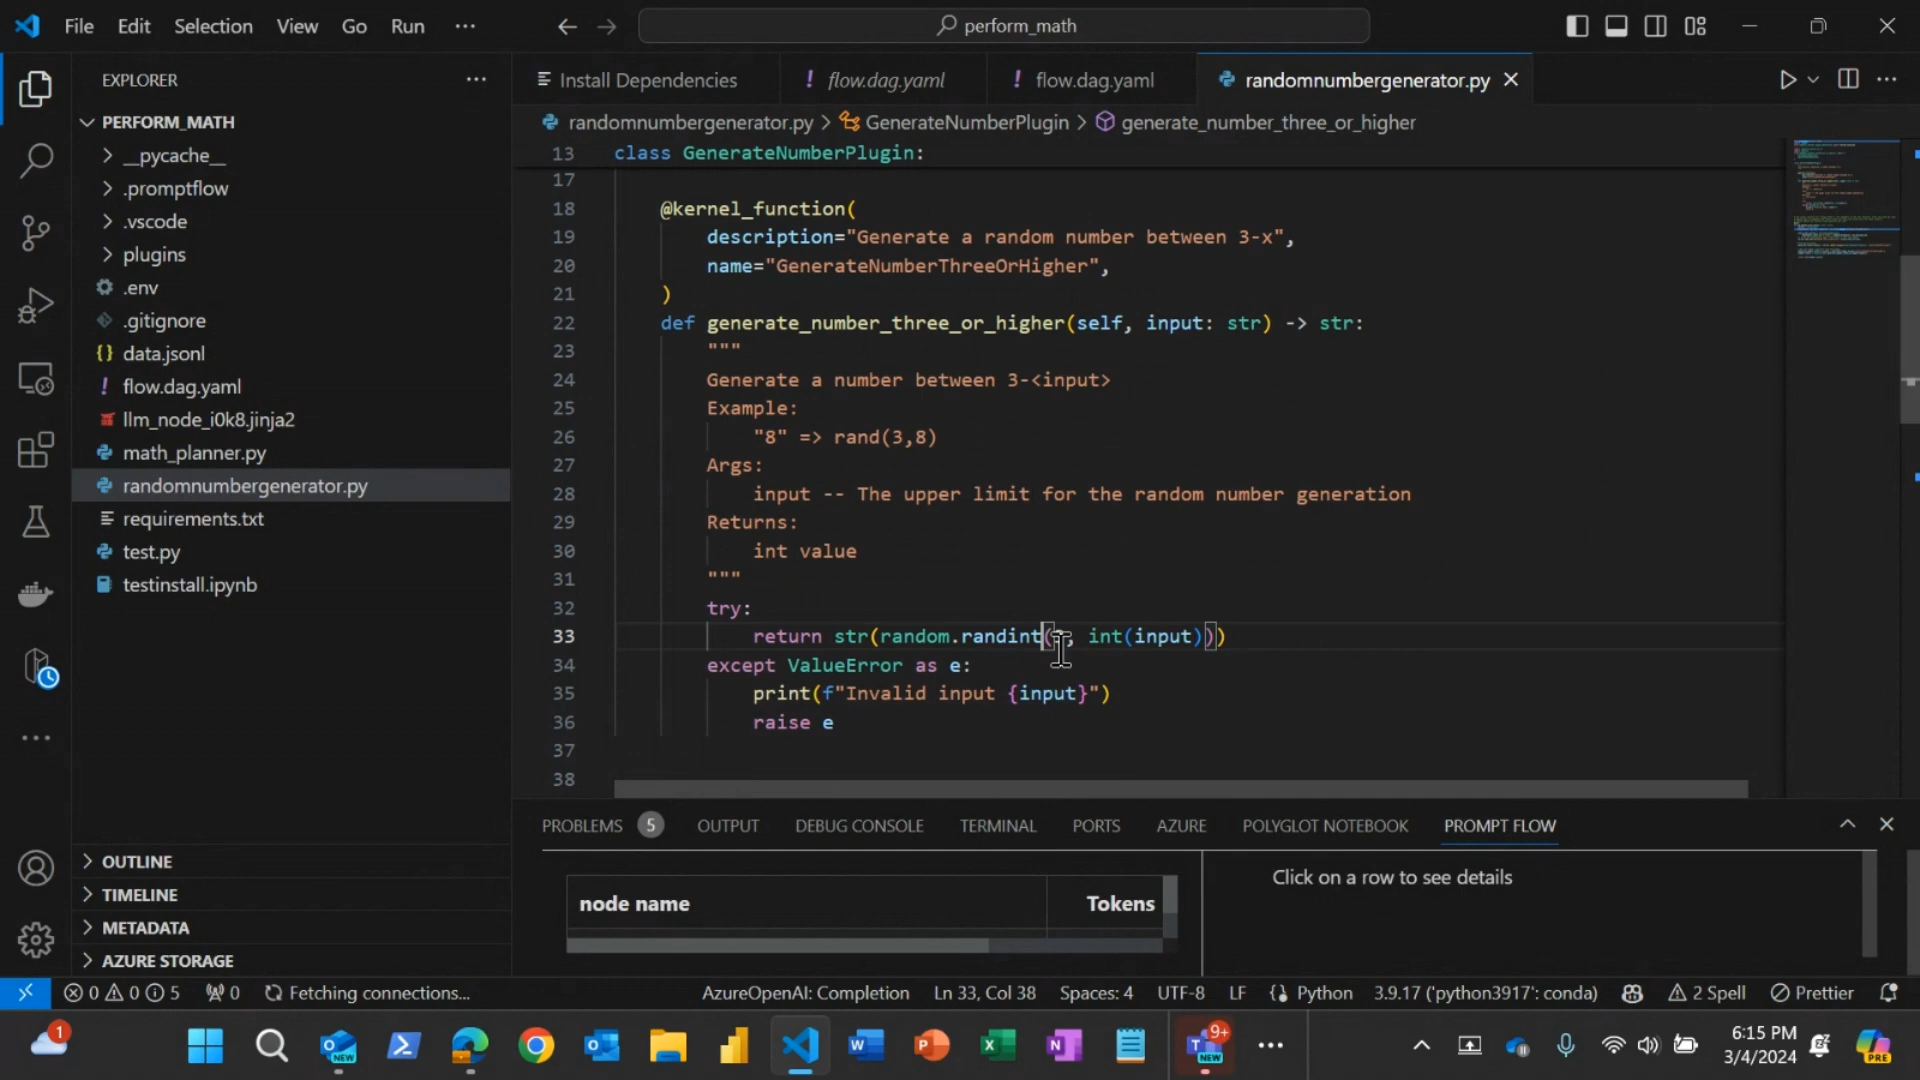 File Edit Selection View Go Run ···
perform_math
EXPLORER ···
PERFORM_MATH
__pycache__
.promptflow
.vscode
plugins
.env
.gitignore
data.jsonl
flow.dag.yaml
llm_node_i0k8.jinja2
math_planner.py
randomnumbergenerator.py
requirements.txt
test.py
testinstall.ipynb
OUTLINE
TIMELINE
METADATA
AZURE STORAGE
Install Dependencies ! flow.dag.yaml ! flow.dag.yaml randomnumbergenerator.py
randomnumbergenerator.py > GenerateNumberPlugin > generate_number_three_or_higher
13 class GenerateNumberPlugin:
17
18 @kernel_function(
19 description="Generate a random number between 3-x",
20 name="GenerateNumberThreeOrHigher",
21 )
22 def generate_number_three_or_higher(self, input: str) -> str:
23 """
24 Generate a number between 3-<input>
25 Example:
26 "8" => rand(3,8)
27 Args:
28 input -- The upper limit for the random number generation
29 Returns:
30 int value
31 """
32 try:
33 return str(random.randint( , int(input)))
34 except ValueError as e:
35 print(f"Invalid input {input}")
36 raise e
37
38
PROBLEMS 5 OUTPUT DEBUG CONSOLE TERMINAL PORTS AZURE POLYGLOT NOTEBOOK PROMPT FLOW
node name Tokens
Click on a row to see details
0 0 5 0 Fetching connections... AzureOpenAI: Completion Ln 33, Col 38 Spaces: 4 UTF-8 LF Python 3.9.17 ('python3917': conda) 2 Spell Prettier
1 NEW 9+ NEW ··· 6:15 PM PRE
3/4/2024